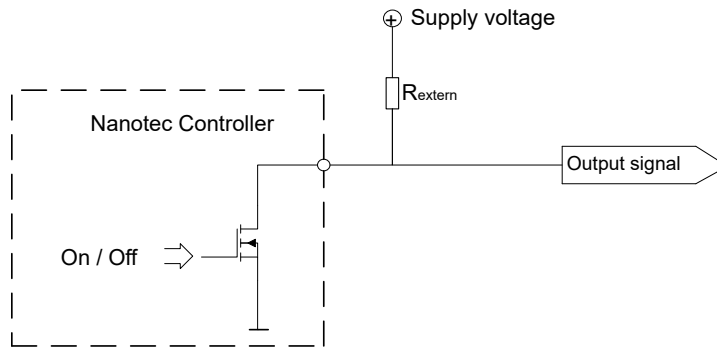 Supply voltage
Rextern
Nanotec Controller
Output signal
On / Off